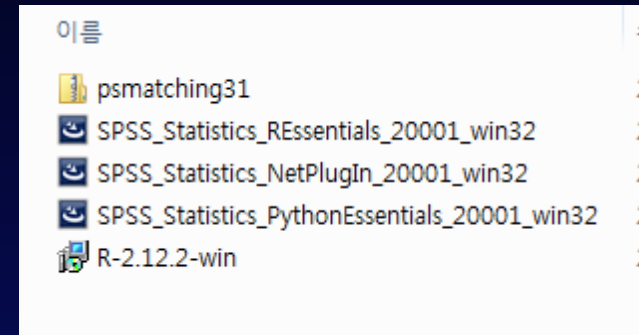 이름
psmatching31
SPSS_Statistics_REssentials_20001_win32
SPSS_Statistics_NetPlugIn_20001_win32
SPSS_Statistics_PythonEssentials_20001_win32
R-2.12.2-win